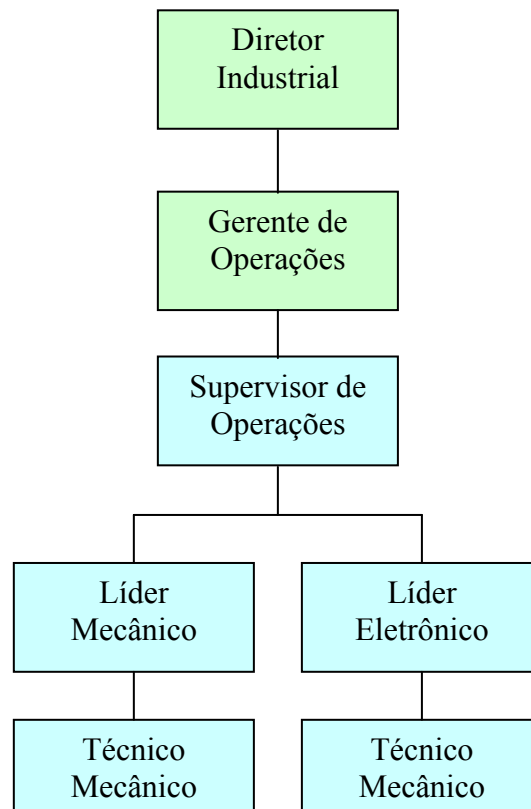 Diretor
Industrial
Gerente de
Operações
Supervisor de
Operações
Líder
Mecânico
Líder
Eletrônico
Técnico
Mecânico
Técnico
Mecânico